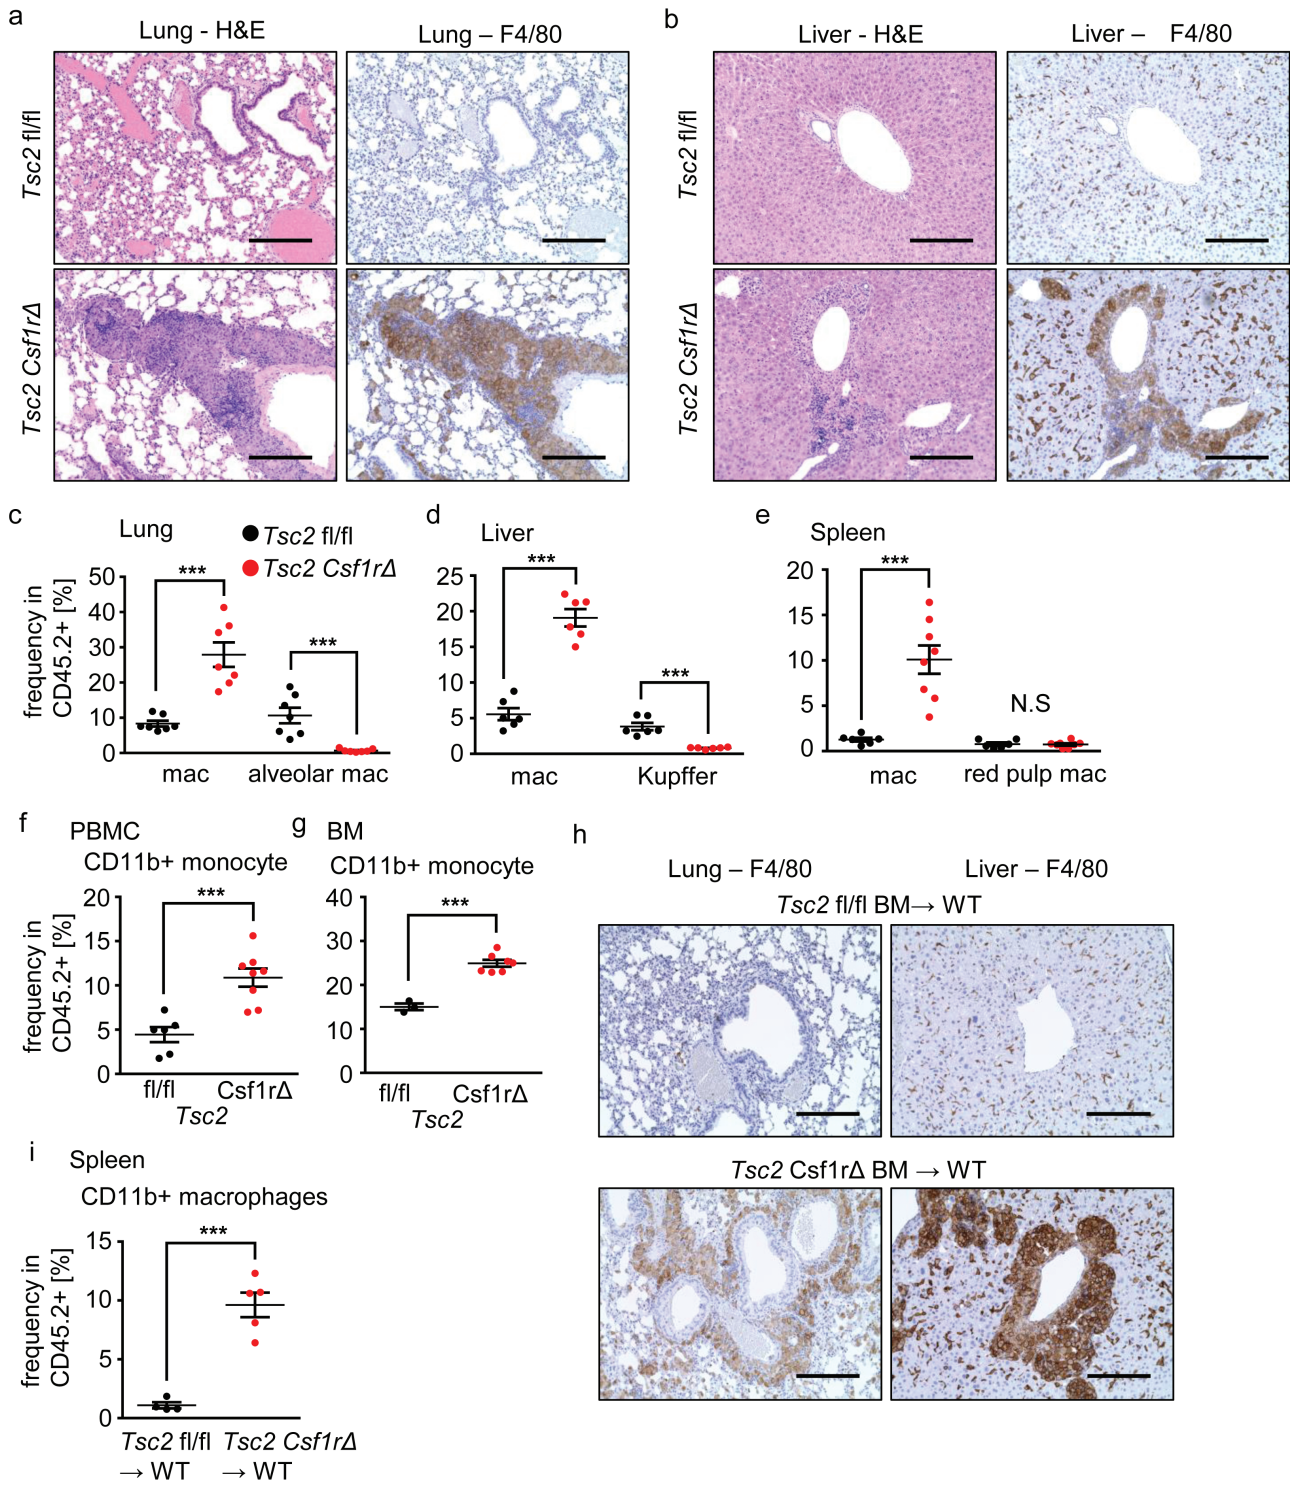 a
Lung - H&E
Lung – F4/80
b
Liver - H&E
Liver – F4/80
Tsc2 fl/fl
Tsc2 fl/fl
Tsc2 Csf1rΔ
Tsc2 Csf1rΔ
c
Lung
Tsc2 fl/fl
Tsc2 Csf1rΔ
frequency in
CD45.2+ [%]
50
40
30
20
10
0
***
***
mac
alveolar mac
d
Liver
25
20
15
10
5
0
***
***
mac
Kupffer
e
Spleen
20
15
10
5
0
***
N.S
mac
red pulp mac
f
PBMC
CD11b+ monocyte
frequency in
CD45.2+ [%]
20
15
10
5
0
***
fl/fl
Csf1rΔ
Tsc2
g
BM
CD11b+ monocyte
40
30
20
10
0
***
fl/fl
Csf1rΔ
Tsc2
h
Lung – F4/80
Liver – F4/80
Tsc2 fl/fl BM→ WT
Tsc2 Csf1rΔ BM → WT
i
Spleen
CD11b+ macrophages
frequency in
CD45.2+ [%]
15
10
5
0
***
Tsc2 fl/fl
→ WT
Tsc2 Csf1rΔ
→ WT